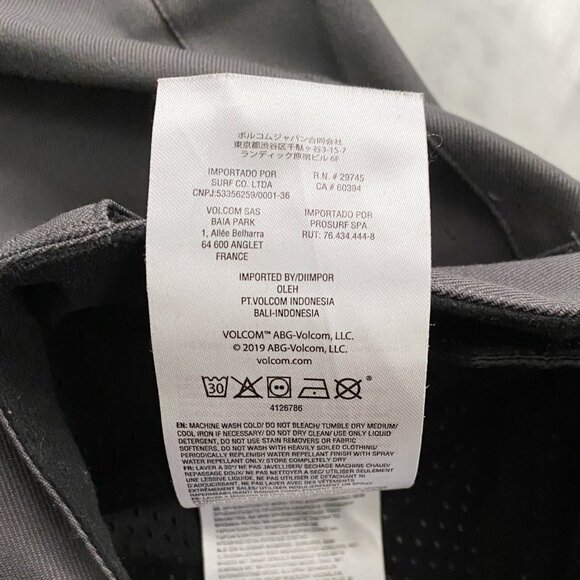 ボルコムジャパン合同会社
東京都渋谷区千駄ヶ谷3-15-7
ランディック原宿ビル 6F
IMPORTADO POR
SURF CO. LTDA
CNPJ:53356259/0001-36
R.N. # 29745
CA # 60394
VOLCOM SAS
BAIA PARK
1, Allée Belharra
64 600 ANGLET
FRANCE
IMPORTADO POR
PROSURF SPA
RUT: 76.434.444-8
IMPORTED BY/DIIMPOR
OLEH
PT.VOLCOM INDONESIA
BALI-INDONESIA
VOLCOM™ ABG-Volcom, LLC.
© 2019 ABG-Volcom, LLC.
volcom.com
30
®
4126786
EN: MACHINE WASH COLD/ DO NOT BLEACH/ TUMBLE DRY MEDIUM/
COOL IRON IF NECESSARY/ DO NOT DRY CLEAN/ USE ONLY LIQUID
DETERGENT, DO NOT USE STAIN REMOVERS OR FABRIC
SOFTENERS, DO NOT WASH WITH HEAVILY SOILED CLOTHING/
PERIODICALLY REPLENISH WATER REPELLANT FINISH WITH SPRAY
WATER REPELLANT ONLY/ STORE COMPLETELY DRY
FR: LAVER A 30°/ NE PAS JAVELLISER/ SECHAGE MACHINE CHAUD/
REPASSAGE DOUX/ NE PAS NETTOYER A SEC/ UTILISER SEULEMENT
UNE LESSIVE LIQUIDE, NE PAS UTILISER DE DETACHANT NI
D'ADOUCISSANT.